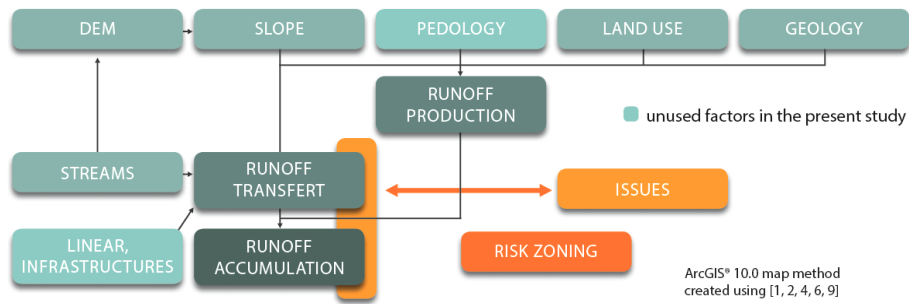 DEM
SLOPE
PEDOLOGY
LAND USE
GEOLOGY
RUNOFF
PRODUCTION
unused factors in the present study
STREAMS
RUNOFF
TRANSFERT
ISSUES
LINEAR,
INFRASTRUCTURES
RUNOFF
ACCUMULATION
RISK ZONING
ArcGIS® 10.0 map method
created using [1, 2, 4, 6, 9]